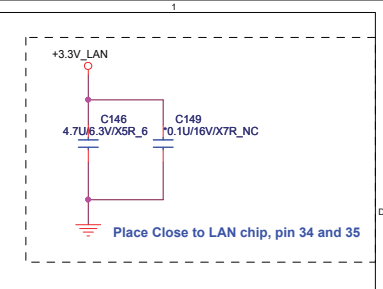 1
+3.3V_LAN
C146
4.7U/6.3V/X5R_6
C149
*0.1U/16V/X7R_NC
Place Close to LAN chip, pin 34 and 35
D